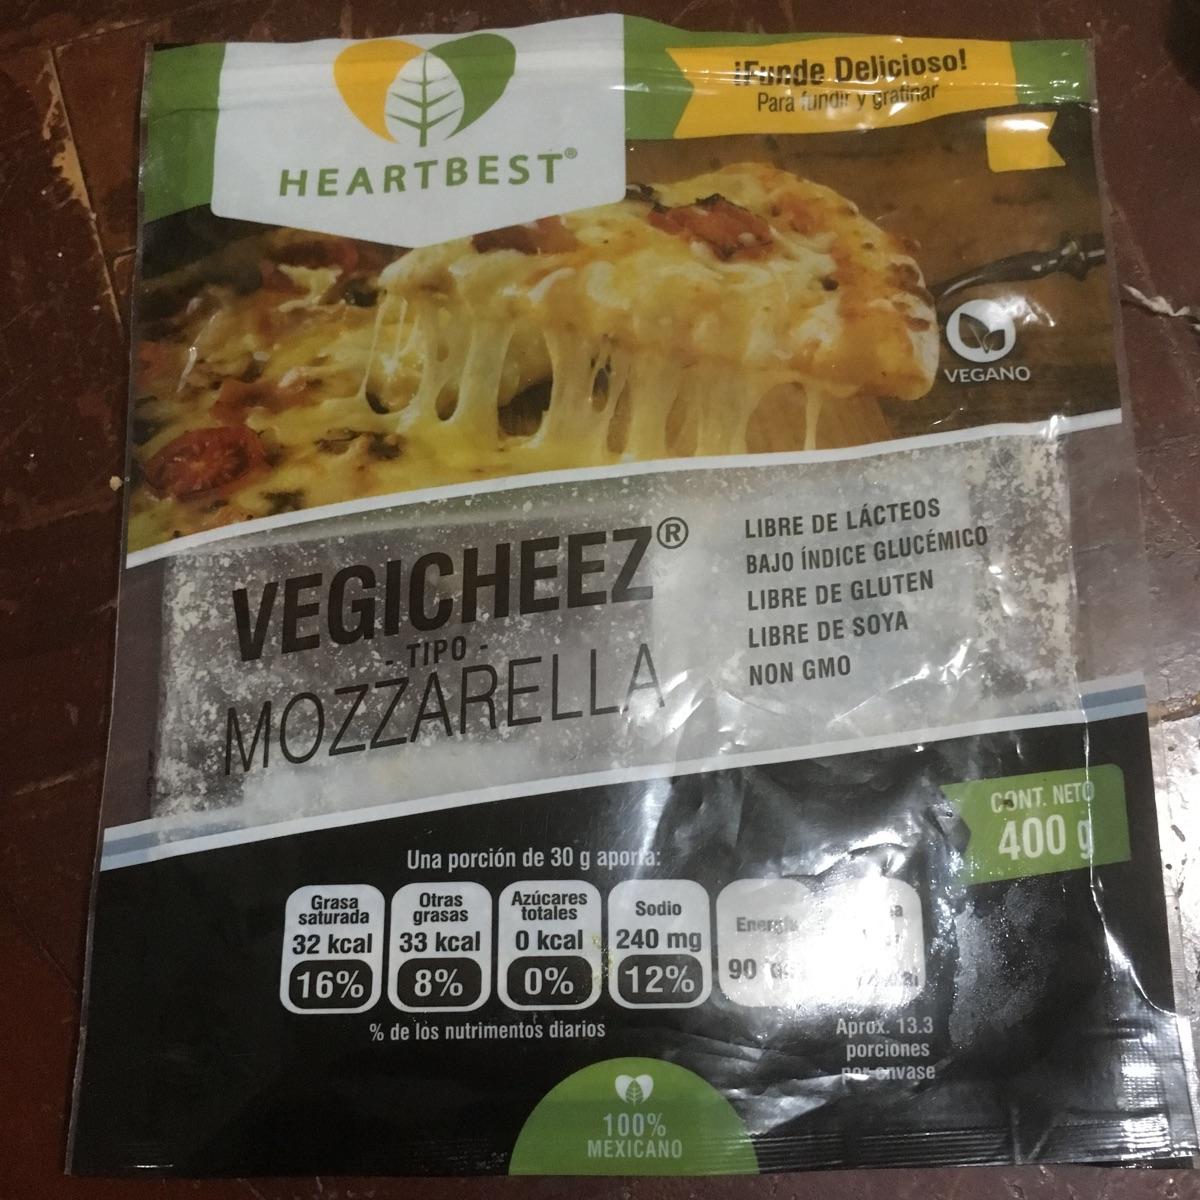 ¡Funde Delicioso!
Para fundir y gratinar
HEARTBEST®
VEGANO
VEGICHEEZ®
- TIPO -
MOZZARELLA
LIBRE DE LÁCTEOS
BAJO ÍNDICE GLUCÉMICO
LIBRE DE GLUTEN
LIBRE DE SOYA
NON GMO
CONT. NETO
400 g
Una porción de 30 g aporta:
Grasa saturada
32 kcal
16%
Otras grasas
33 kcal
8%
Azúcares totales
0 kcal
0%
Sodio
240 mg
12%
Energía
90
% de los nutrimentos diarios
Aprox. 13.3
porciones
por envase
100%
MEXICANO